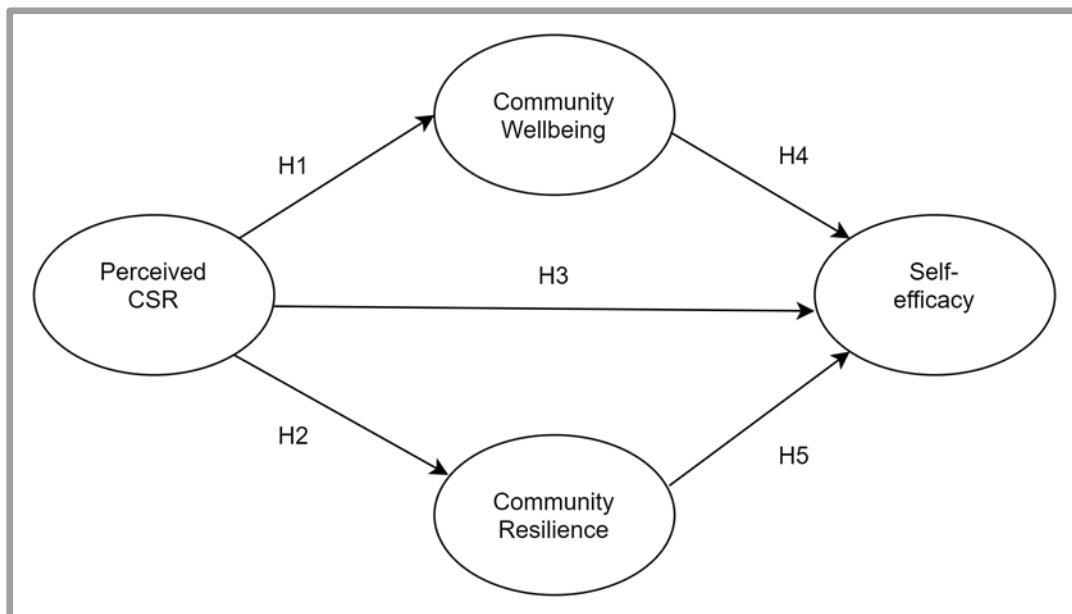 Community
Wellbeing
H1
H4
Perceived
CSR
H3
Self-
efficacy
H2
H5
Community
Resilience